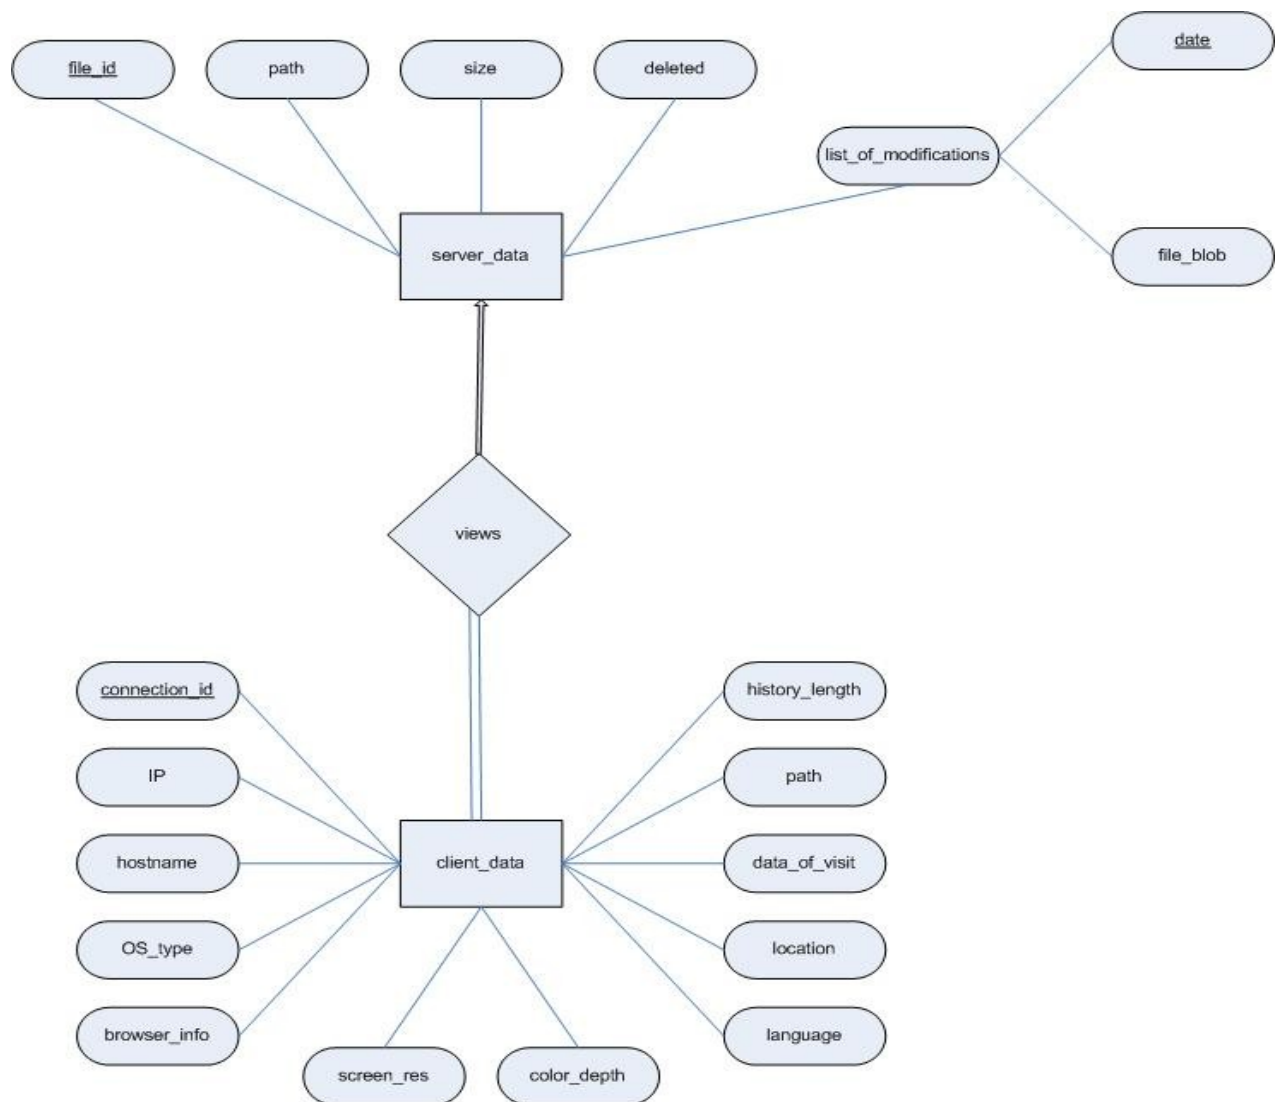 date
file_id
path
size
deleted
list_of_modifications
server_data
file_blob
views
connection_id
history_length
IP
path
hostname
client_data
data_of_visit
OS_type
location
browser_info
language
screen_res
color_depth